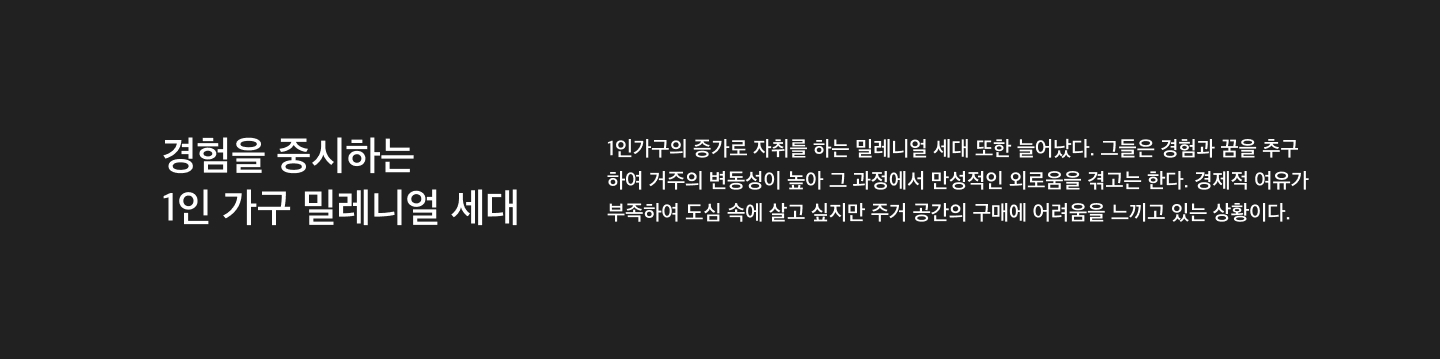 경험을 중시하는
1인 가구 밀레니얼 세대
1인가구의 증가로 자취를 하는 밀레니얼 세대 또한 늘어났다. 그들은 경험과 꿈을 추구
하여 거주의 변동성이 높아 그 과정에서 만성적인 외로움을 겪고는 한다. 경제적 여유가
부족하여 도심 속에 살고 싶지만 주거 공간의 구매에 어려움을 느끼고 있는 상황이다.